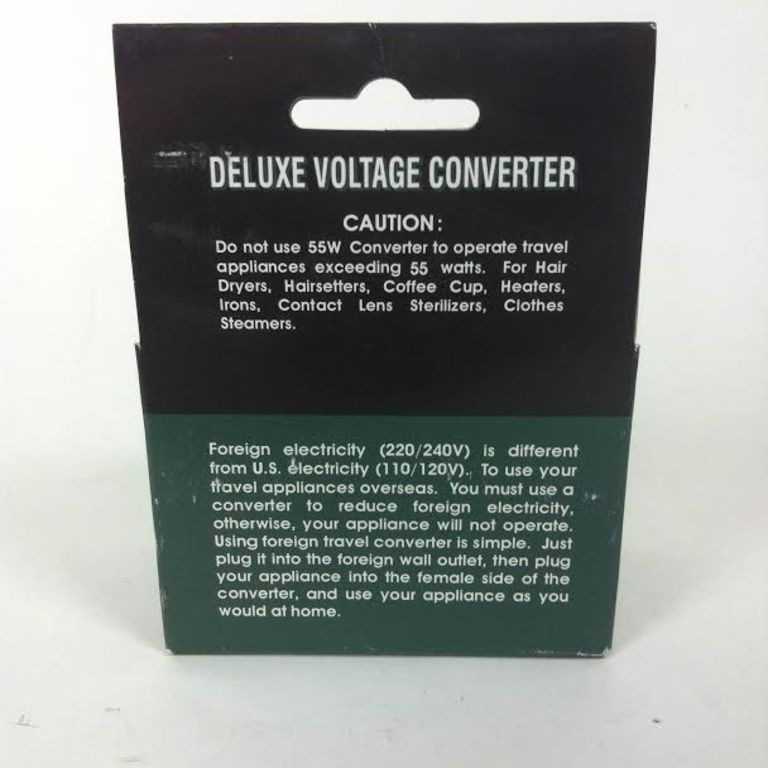 DELUXE VOLTAGE CONVERTER
CAUTION:
Do not use 55W Converter to operate travel
appliances exceeding 55 watts. For Hair
Dryers, Hairsetters, Coffee Cup, Heaters,
Irons, Contact Lens Sterilizers, Clothes
Steamers.
Foreign electricity (220/240V) is different
from U.S. electricity (110/120V). To use your
travel appliances overseas. You must use a
converter to reduce foreign electricity,
otherwise, your appliance will not operate.
Using foreign travel converter is simple. Just
plug it into the foreign wall outlet, then plug
your appliance into the female side of the
converter, and use your appliance as you
would at home.